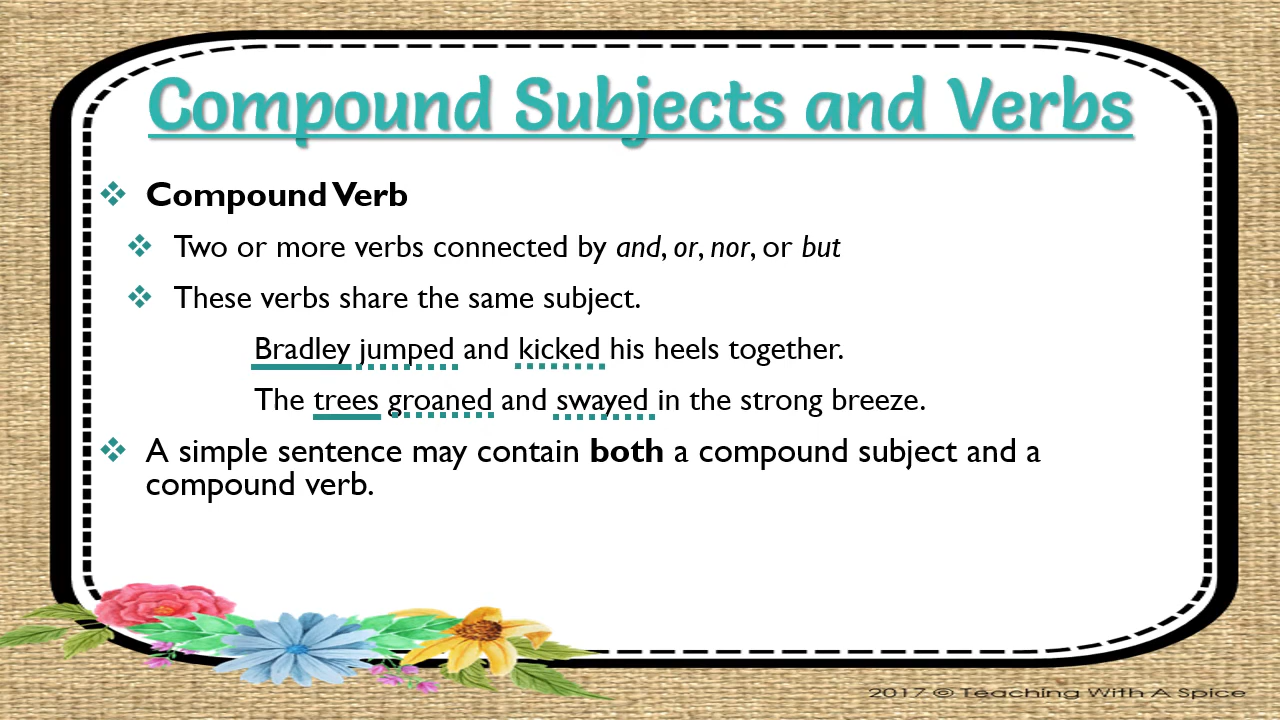 Compound Subjects and Verbs
Compound Verb
Two or more verbs connected by and, or, nor, or but
These verbs share the same subject.
Bradley jumped and kicked his heels together.
The trees groaned and swayed in the strong breeze.
A simple sentence may contain both a compound subject and a
compound verb.
2017 © Teaching With A Spice